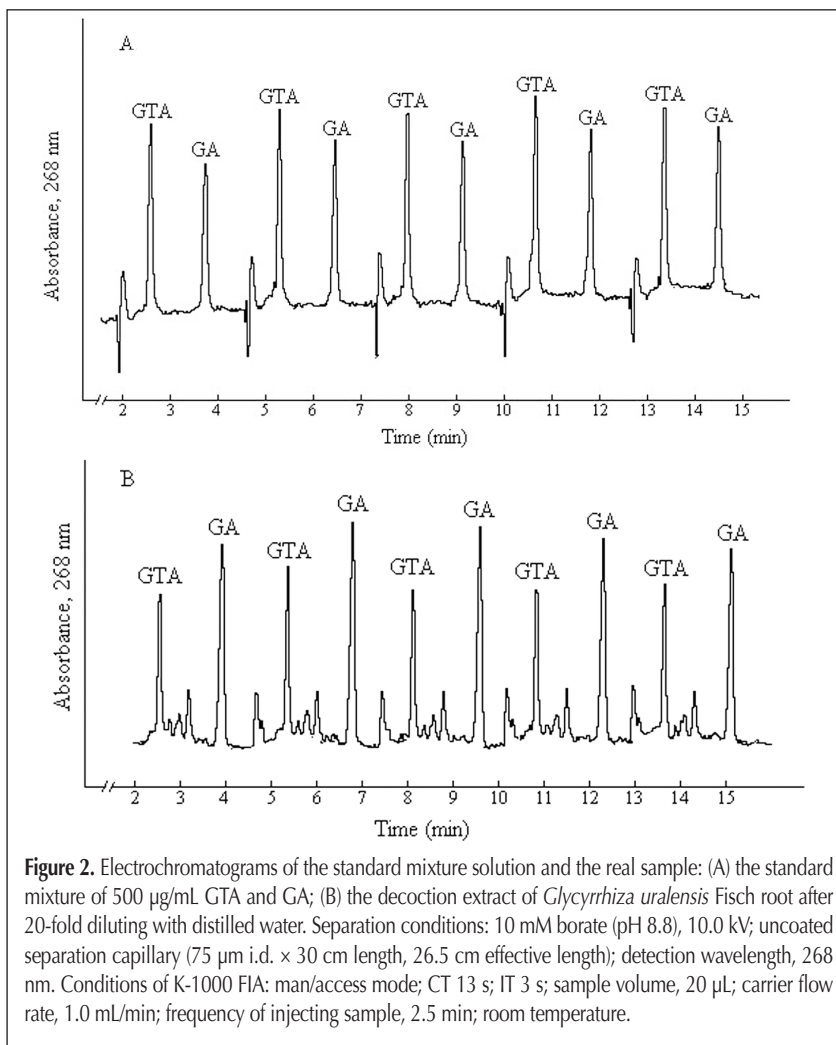 A
GTA GA GTA GA GTA GA GTA GA GTA GA
Absorbance, 268 nm
2 3 4 5 6 7 8 9 10 11 12 13 14 15
Time (min)
B
GTA GA GTA GA GTA GA GTA GA GTA GA
Absorbance, 268 nm
2 3 4 5 6 7 8 9 10 11 12 13 14 15
Time (min)
Figure 2. Electrochromatograms of the standard mixture solution and the real sample: (A) the standard
mixture of 500 µg/mL GTA and GA; (B) the decoction extract of Glycyrrhiza uralensis Fisch root after
20-fold diluting with distilled water. Separation conditions: 10 mM borate (pH 8.8), 10.0 kV; uncoated
separation capillary (75 µm i.d. × 30 cm length, 26.5 cm effective length); detection wavelength, 268
nm. Conditions of K-1000 FIA: man/access mode; CT 13 s; IT 3 s; sample volume, 20 µL; carrier flow
rate, 1.0 mL/min; frequency of injecting sample, 2.5 min; room temperature.